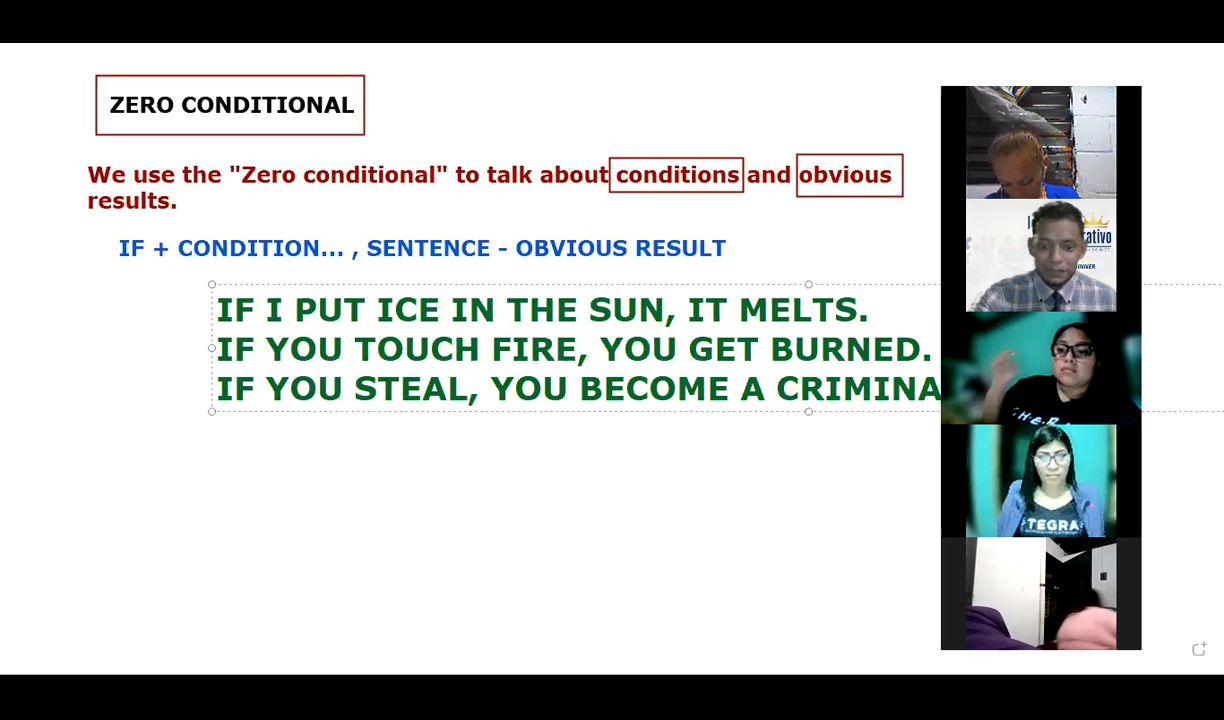 ZERO CONDITIONAL
We use the "Zero conditional" to talk about conditions and obvious
results.
IF + CONDITION... , SENTENCE - OBVIOUS RESULT
IF I PUT ICE IN THE SUN, IT MELTS.
IF YOU TOUCH FIRE, YOU GET BURNED.
IF YOU STEAL, YOU BECOME A CRIMINA
TEGRA